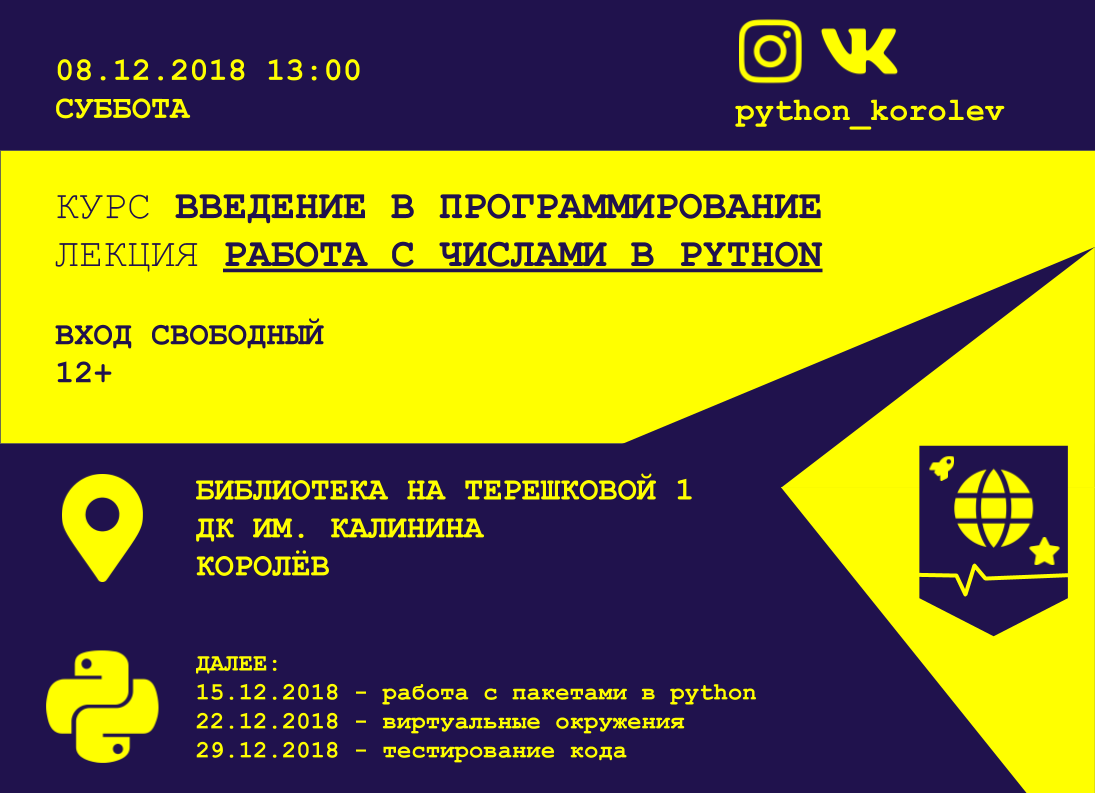 08.12.2018 13:00
СУББОТА
python_korolev
КУРС ВВЕДЕНИЕ В ПРОГРАММИРОВАНИЕ
ЛЕКЦИЯ РАБОТА С ЧИСЛАМИ В PYTHON
ВХОД СВОБОДНЫЙ
12+
БИБЛИОТЕКА НА ТЕРЕШКОВОЙ 1
ДК ИМ. КАЛИНИНА
КОРОЛЁВ
ДАЛЕЕ:
15.12.2018 - работа с пакетами в python
22.12.2018 - виртуальные окружения
29.12.2018 - тестирование кода